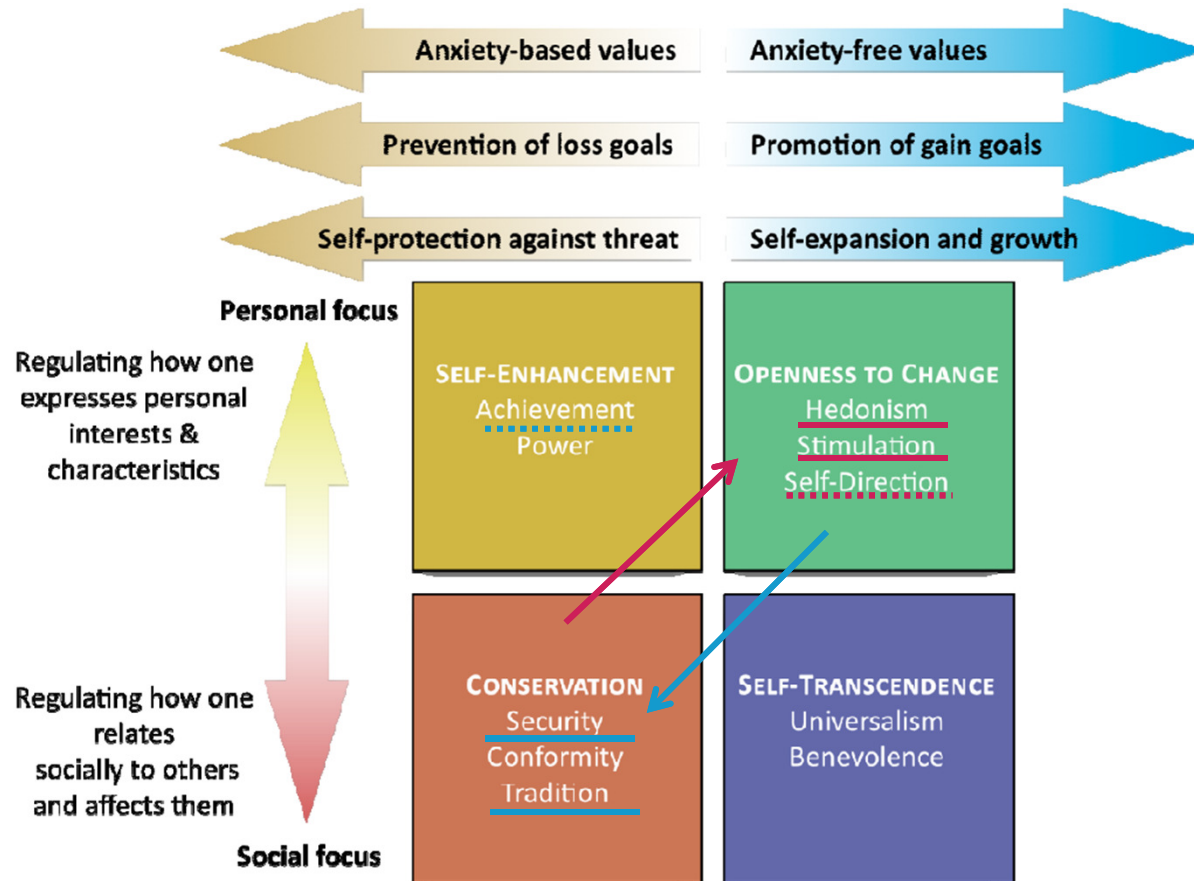 Anxiety-based values
Anxiety-free values
Prevention of loss goals
Promotion of gain goals
Self-protection against threat
Self-expansion and growth
Personal focus
Regulating how one
expresses personal
interests &
characteristics
SELF-ENHANCEMENT
Achievement
Power
OPENNESS TO CHANGE
Hedonism
Stimulation
Self-Direction
Regulating how one
relates
socially to others
and affects them
Social focus
CONSERVATION
Security
Conformity
Tradition
SELF-TRANSCENDENCE
Universalism
Benevolence